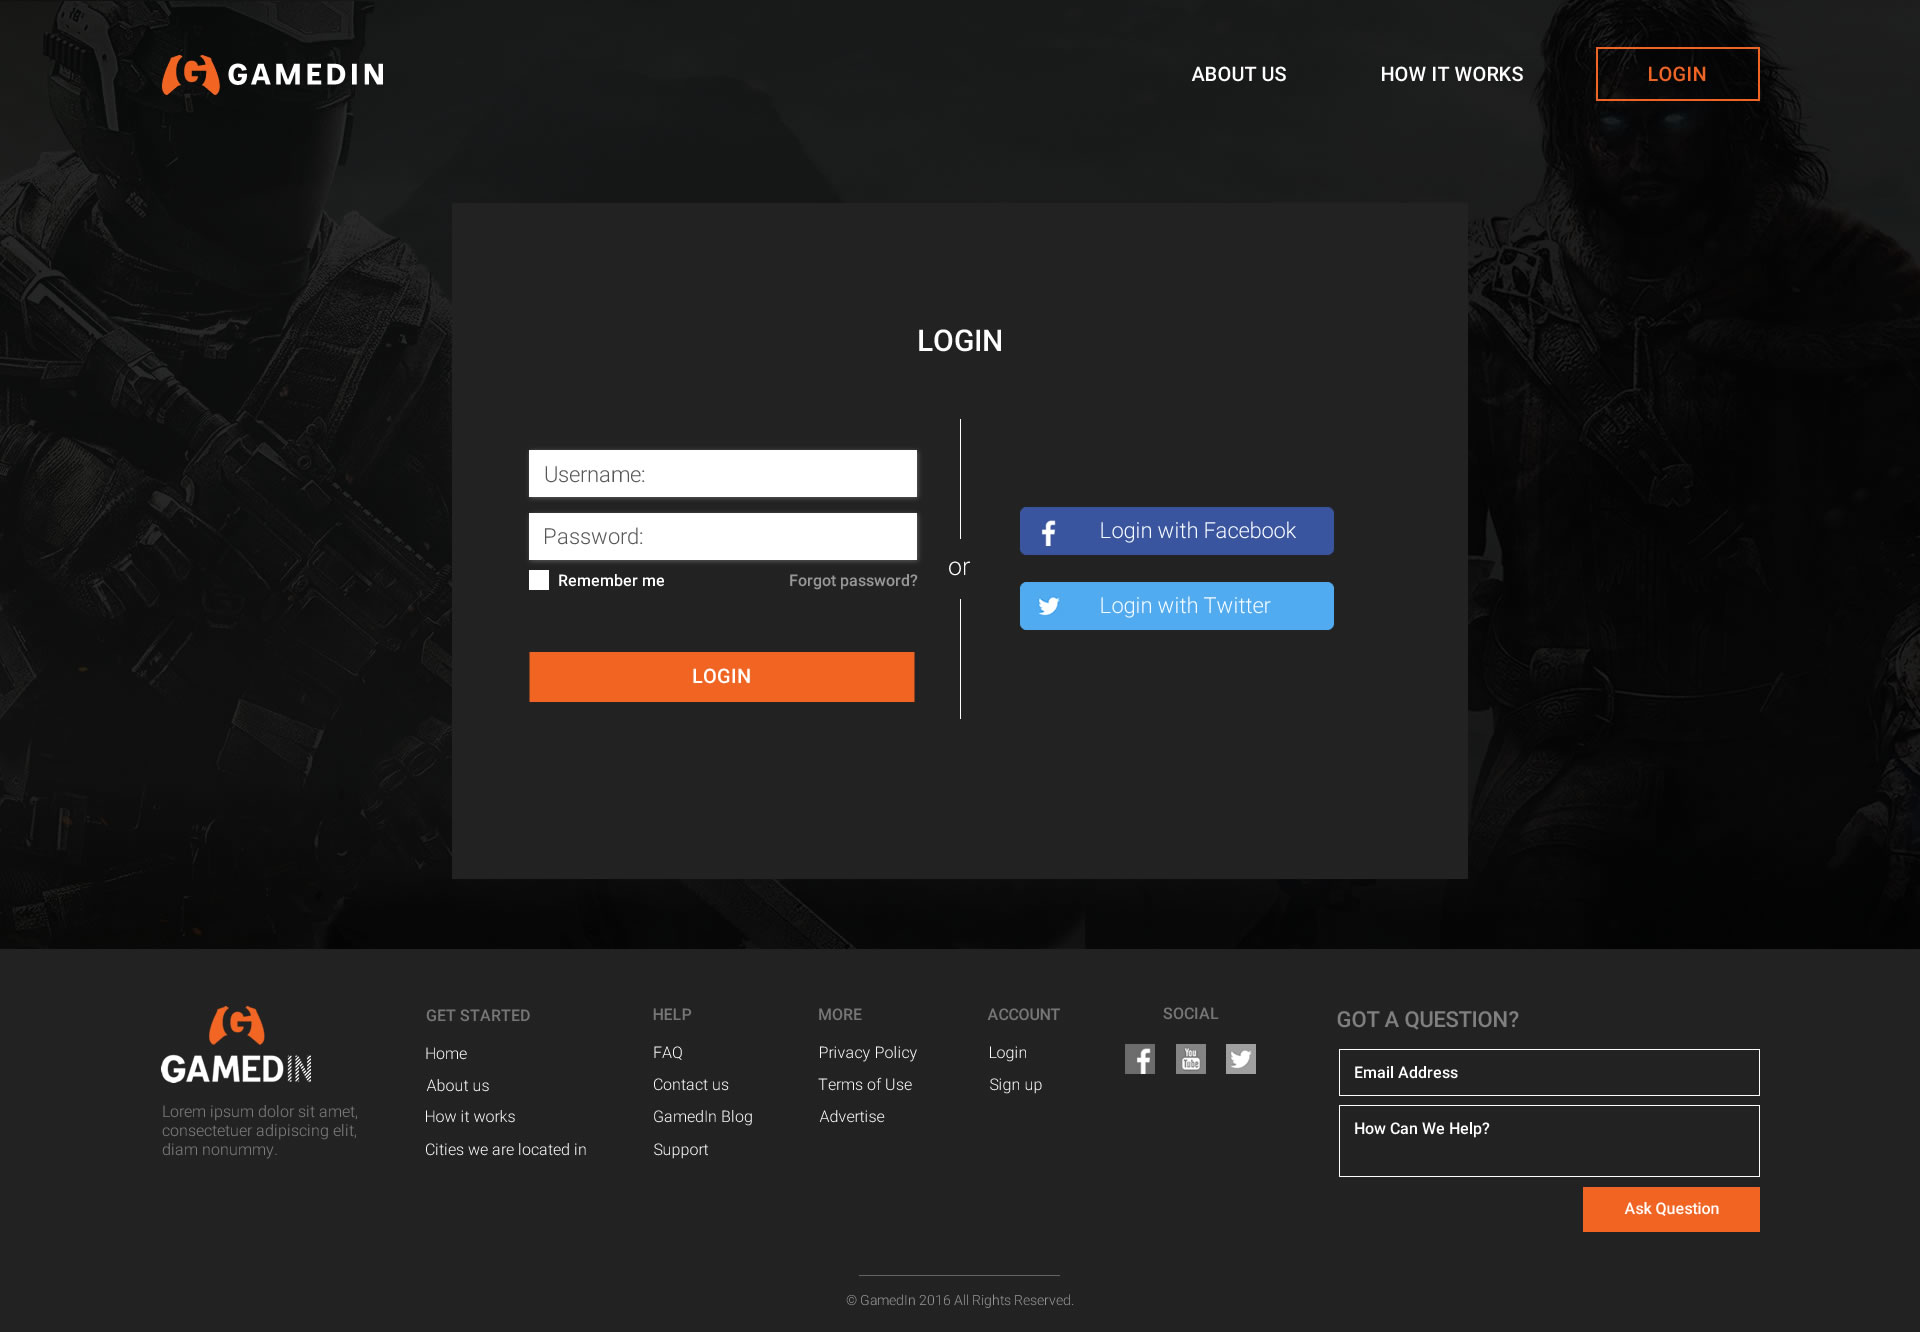 GAMEDIN
ABOUT US
HOW IT WORKS
LOGIN
LOGIN
Username:
Password:
Remember me
Forgot password?
LOGIN
or
Login with Facebook
Login with Twitter
GAMEDIN
Lorem ipsum dolor sit amet,
consectetuer adipiscing elit,
diam nonummy.
GET STARTED
Home
About us
How it works
Cities we are located in
HELP
FAQ
Contact us
GamedIn Blog
Support
MORE
Privacy Policy
Terms of Use
Advertise
ACCOUNT
Login
Sign up
SOCIAL
You
Tube
GOT A QUESTION?
Email Address
How Can We Help?
Ask Question
© GamedIn 2016 All Rights Reserved.